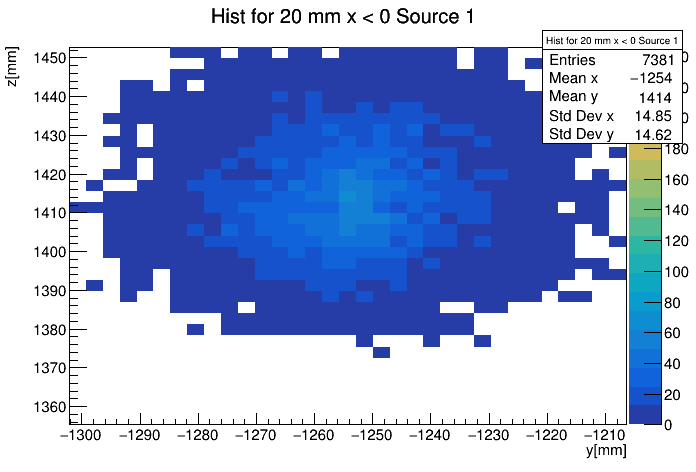 Hist for 20 mm x < 0 Source 1
Hist for 20 mm x < 0 Source 1
Entries 7381
Mean x −1254
Mean y 1414
Std Dev x 14.85
Std Dev y 14.62
z[mm]
1450
1440
1430
1420
1410
1400
1390
1380
1370
1360
−1300 −1290 −1280 −1270 −1260 −1250 −1240 −1230 −1220 −1210
y[mm]
180
160
140
120
100
80
60
40
20
0